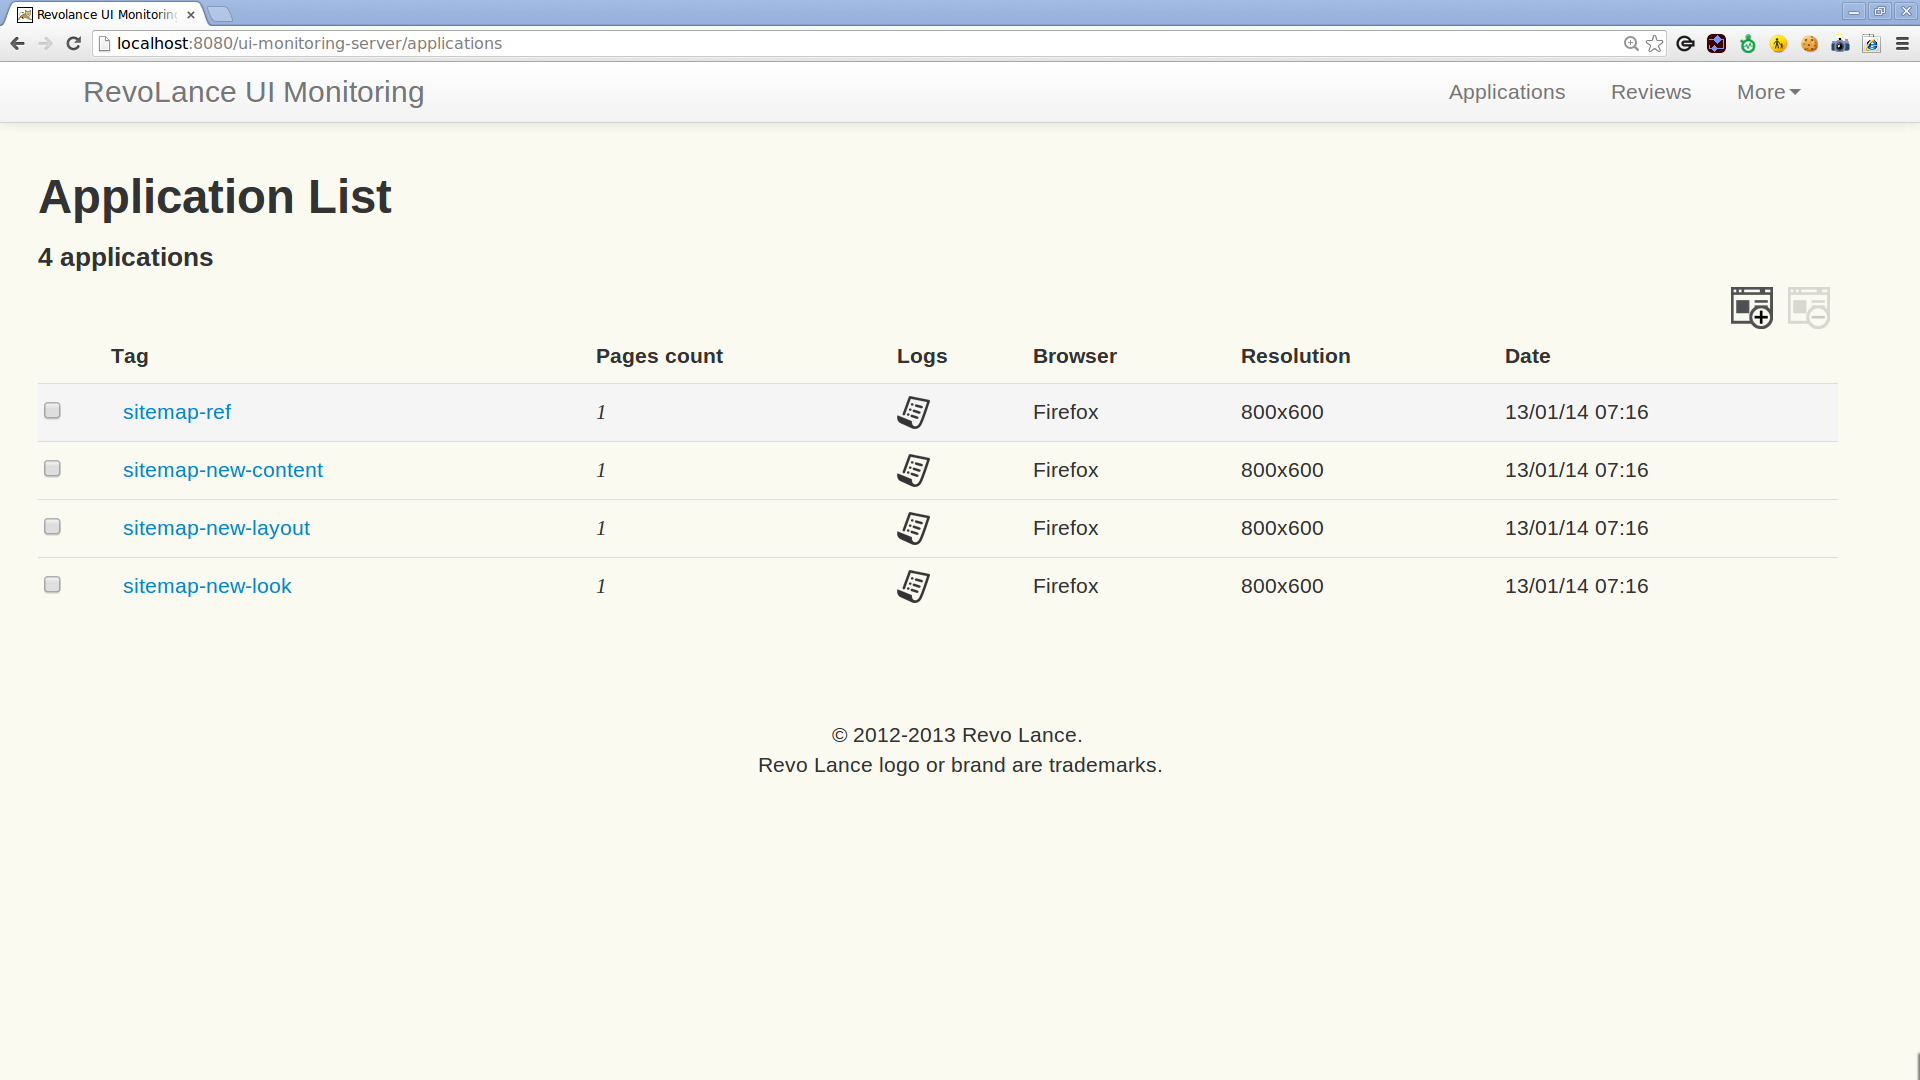 Revolance UI Monitoring
localhost:8080/ui-monitoring-server/applications
RevoLance UI Monitoring
Applications Reviews More
Application List
4 applications
Tag Pages count Logs Browser Resolution Date
sitemap-ref 1 Firefox 800x600 13/01/14 07:16
sitemap-new-content 1 Firefox 800x600 13/01/14 07:16
sitemap-new-layout 1 Firefox 800x600 13/01/14 07:16
sitemap-new-look 1 Firefox 800x600 13/01/14 07:16
© 2012-2013 Revo Lance.
Revo Lance logo or brand are trademarks.